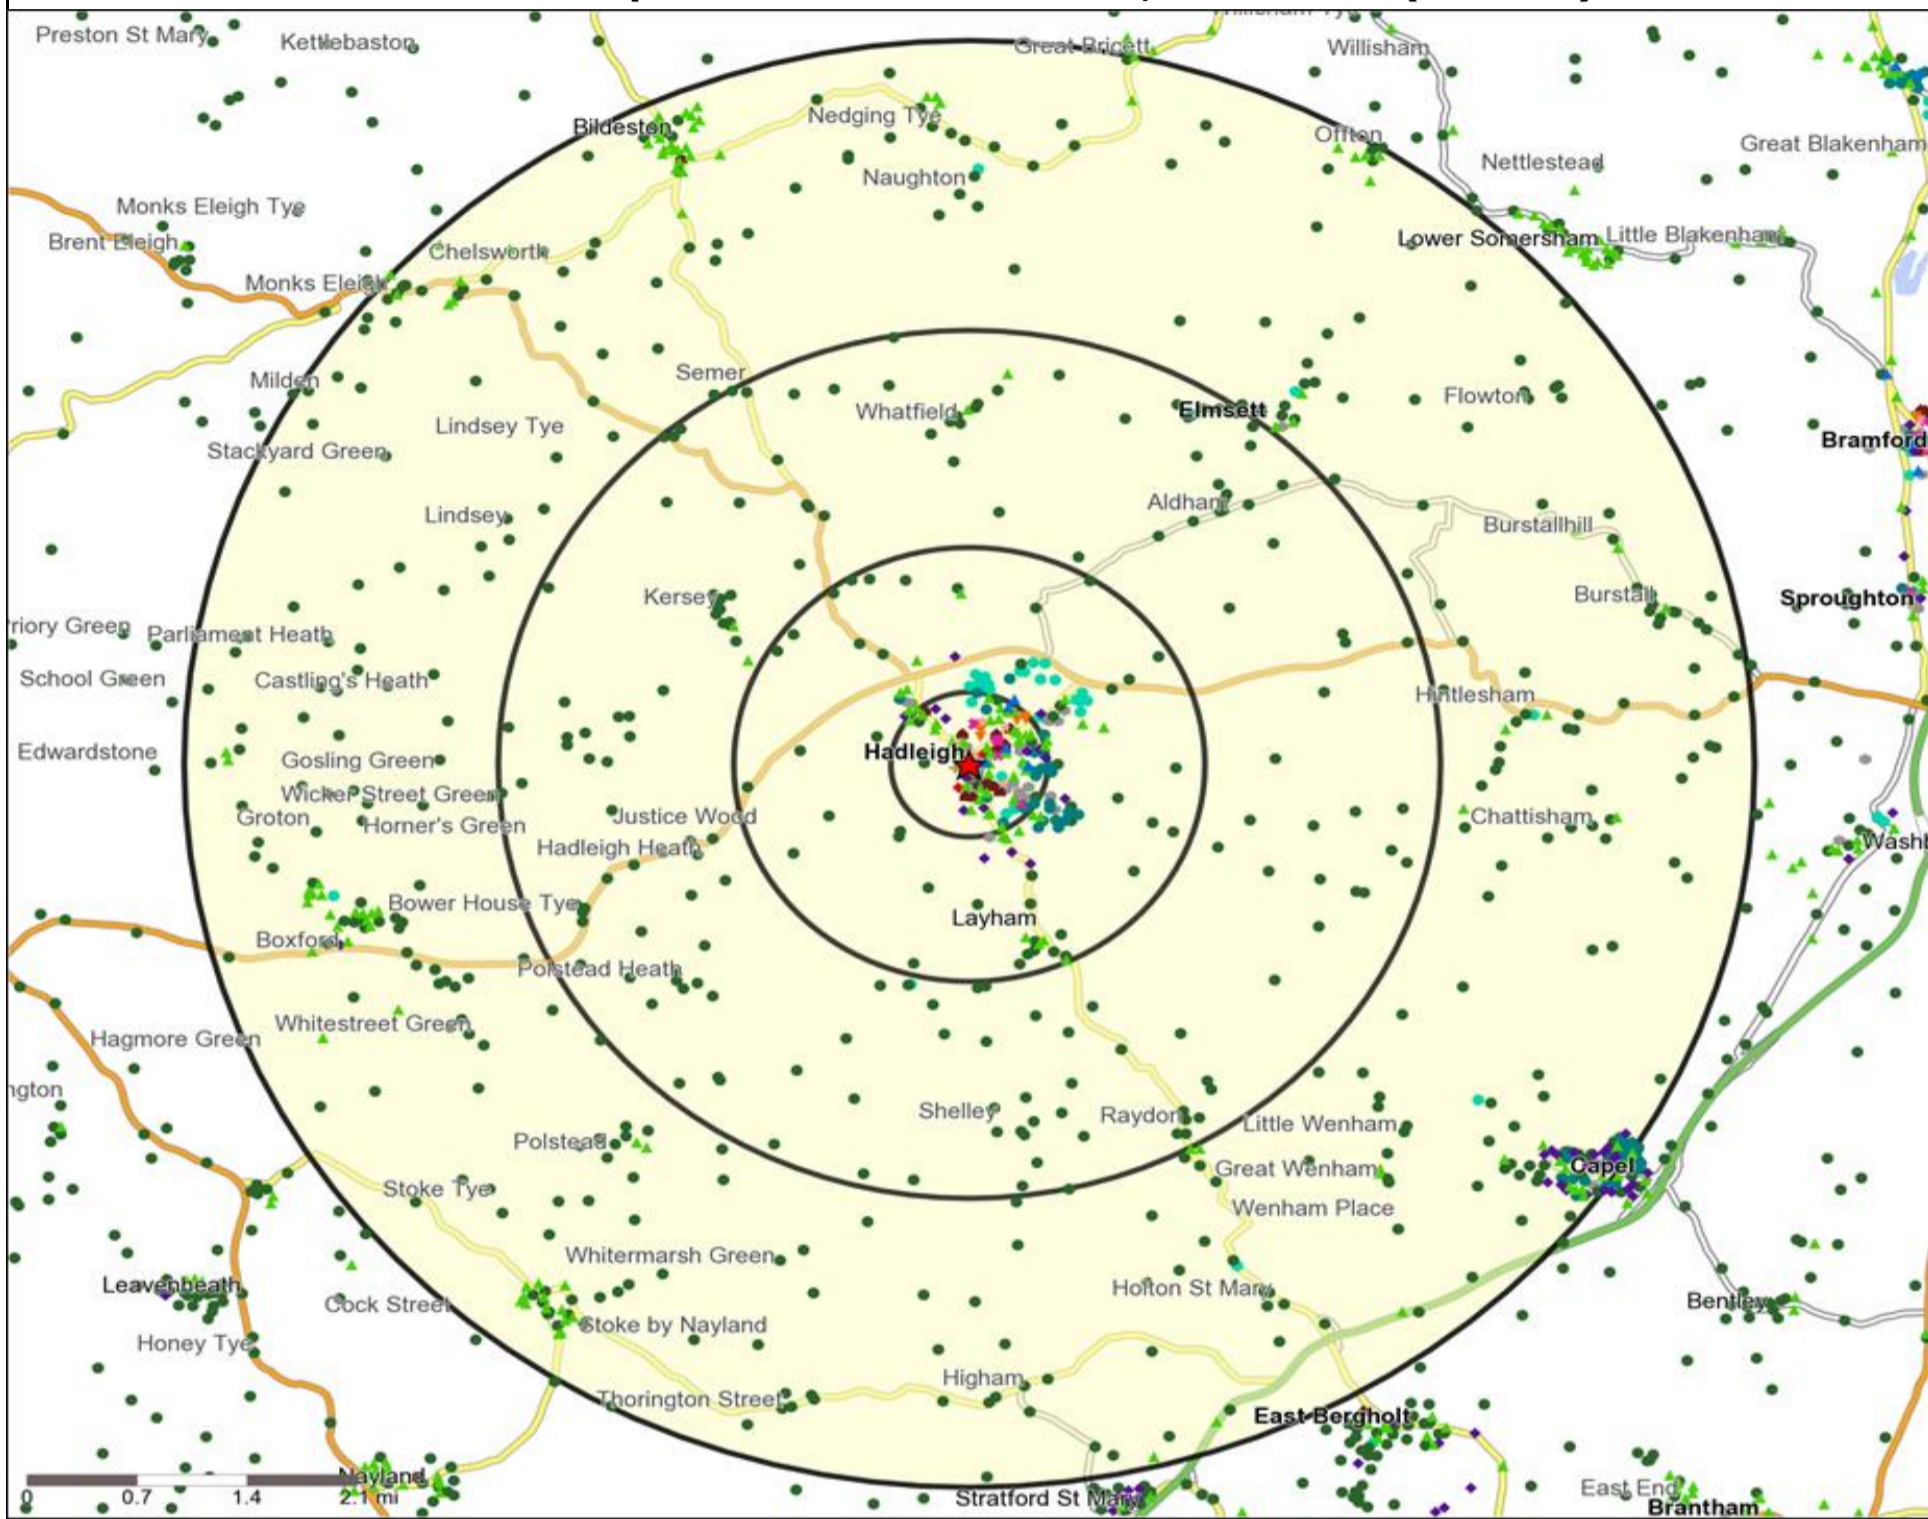 Preston St Mary
Kettlebaston
Great Bricett
Willisham
Bildeston
Nedging Tye
Offton
Great Blakenham
Nettlestead
Naughton
Monks Eleigh Tye
Brent Eleigh
Chelsworth
Lower Somersham
Little Blakenham
Monks Eleigh
Semer
Milden
Whatfield
Elmsett
Flowton
Lindsey Tye
Bramford
Stackyard Green
Aldham
Lindsey
Burstallhill
Kersey
Burstall
Sproughton
riory Green
Parliament Heath
School Green
Castling's Heath
Hintlesham
Edwardstone
Hadleigh
Gosling Green
Wicker Street Green
Groton
Horner's Green
Justice Wood
Chattisham
Hadleigh Heath
Washb
Bower House Tye
Layham
Boxford
Polstead Heath
Whitestreet Green
Hagmore Green
ngton
Shelley
Raydon
Little Wenham
Polstead
Capel
Great Wenham
Stoke Tye
Wenham Place
Whitermarsh Green
Leavenheath
Holton St Mary
Cock Street
Bentley
Stoke by Nayland
Honey Tye
Higham
Thorington Street
East Bergholt
Nayland
0 0.7 1.4 2.1 mi
Stratford St Mary
East End
Brantham